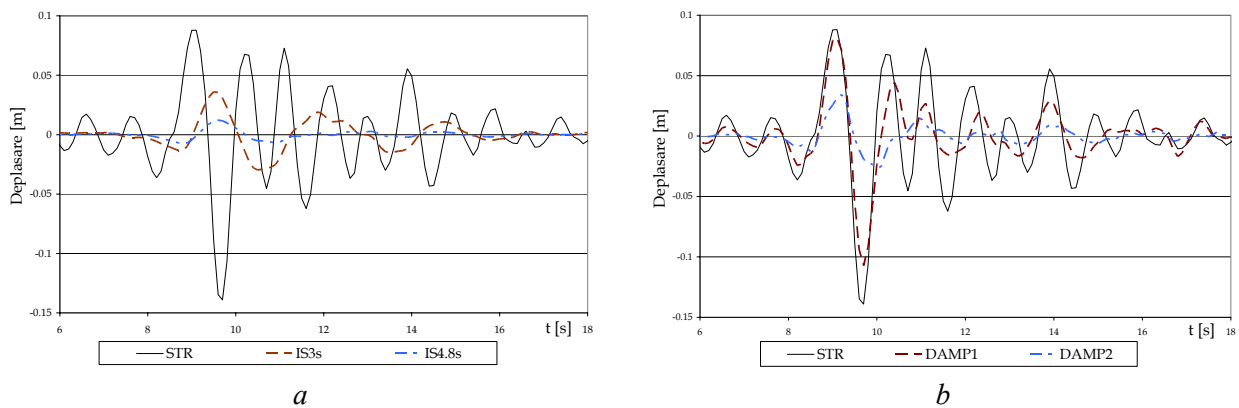 0.1
0.05
0
-0.05
-0.1
-0.15
Deplasare [m]
6 8 10 12 14 16 18
t [s]
STR IS3s IS4.8s
a
0.1
0.05
0
-0.05
-0.1
-0.15
Deplasare [m]
6 8 10 12 14 16 18
t [s]
STR DAMP1 DAMP2
b